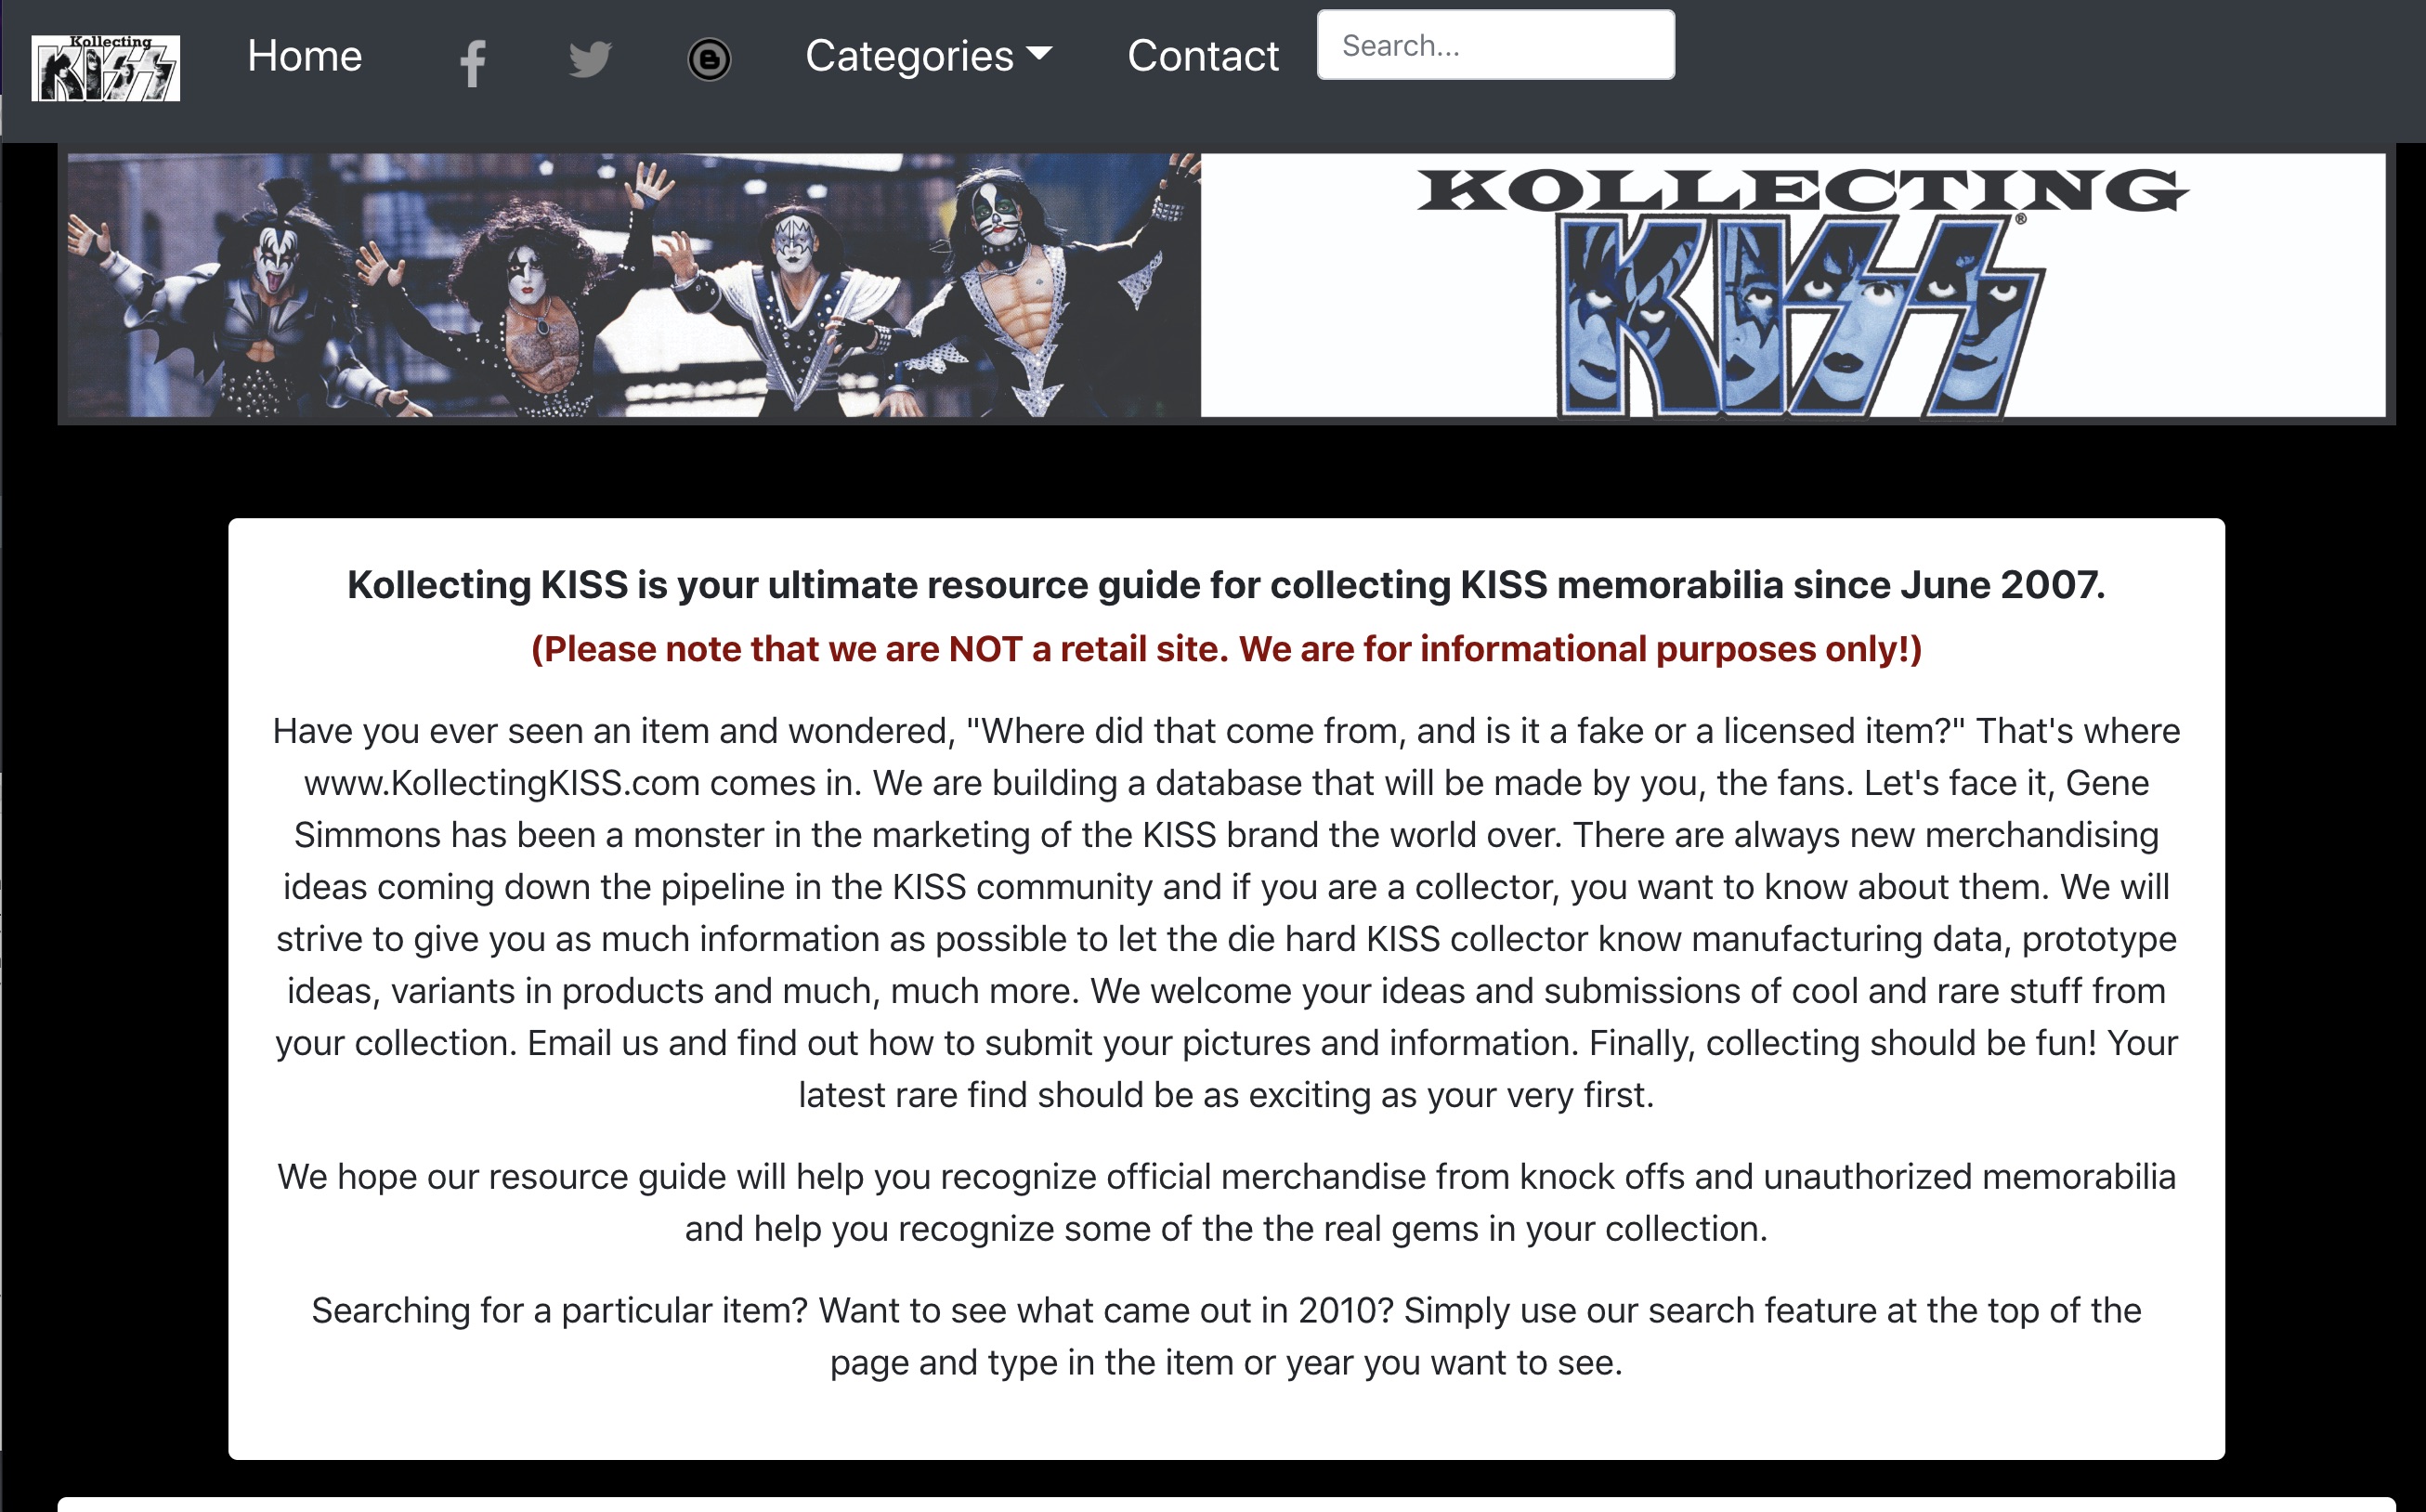 Kollecting
KISS
Home
Categories
Contact
Search...
KOLLECTING
KISS®
Kollecting KISS is your ultimate resource guide for collecting KISS memorabilia since June 2007.
(Please note that we are NOT a retail site. We are for informational purposes only!)
Have you ever seen an item and wondered, "Where did that come from, and is it a fake or a licensed item?" That's where
www.KollectingKISS.com comes in. We are building a database that will be made by you, the fans. Let's face it, Gene
Simmons has been a monster in the marketing of the KISS brand the world over. There are always new merchandising
ideas coming down the pipeline in the KISS community and if you are a collector, you want to know about them. We will
strive to give you as much information as possible to let the die hard KISS collector know manufacturing data, prototype
ideas, variants in products and much, much more. We welcome your ideas and submissions of cool and rare stuff from
your collection. Email us and find out how to submit your pictures and information. Finally, collecting should be fun! Your
latest rare find should be as exciting as your very first.
We hope our resource guide will help you recognize official merchandise from knock offs and unauthorized memorabilia
and help you recognize some of the the real gems in your collection.
Searching for a particular item? Want to see what came out in 2010? Simply use our search feature at the top of the
page and type in the item or year you want to see.